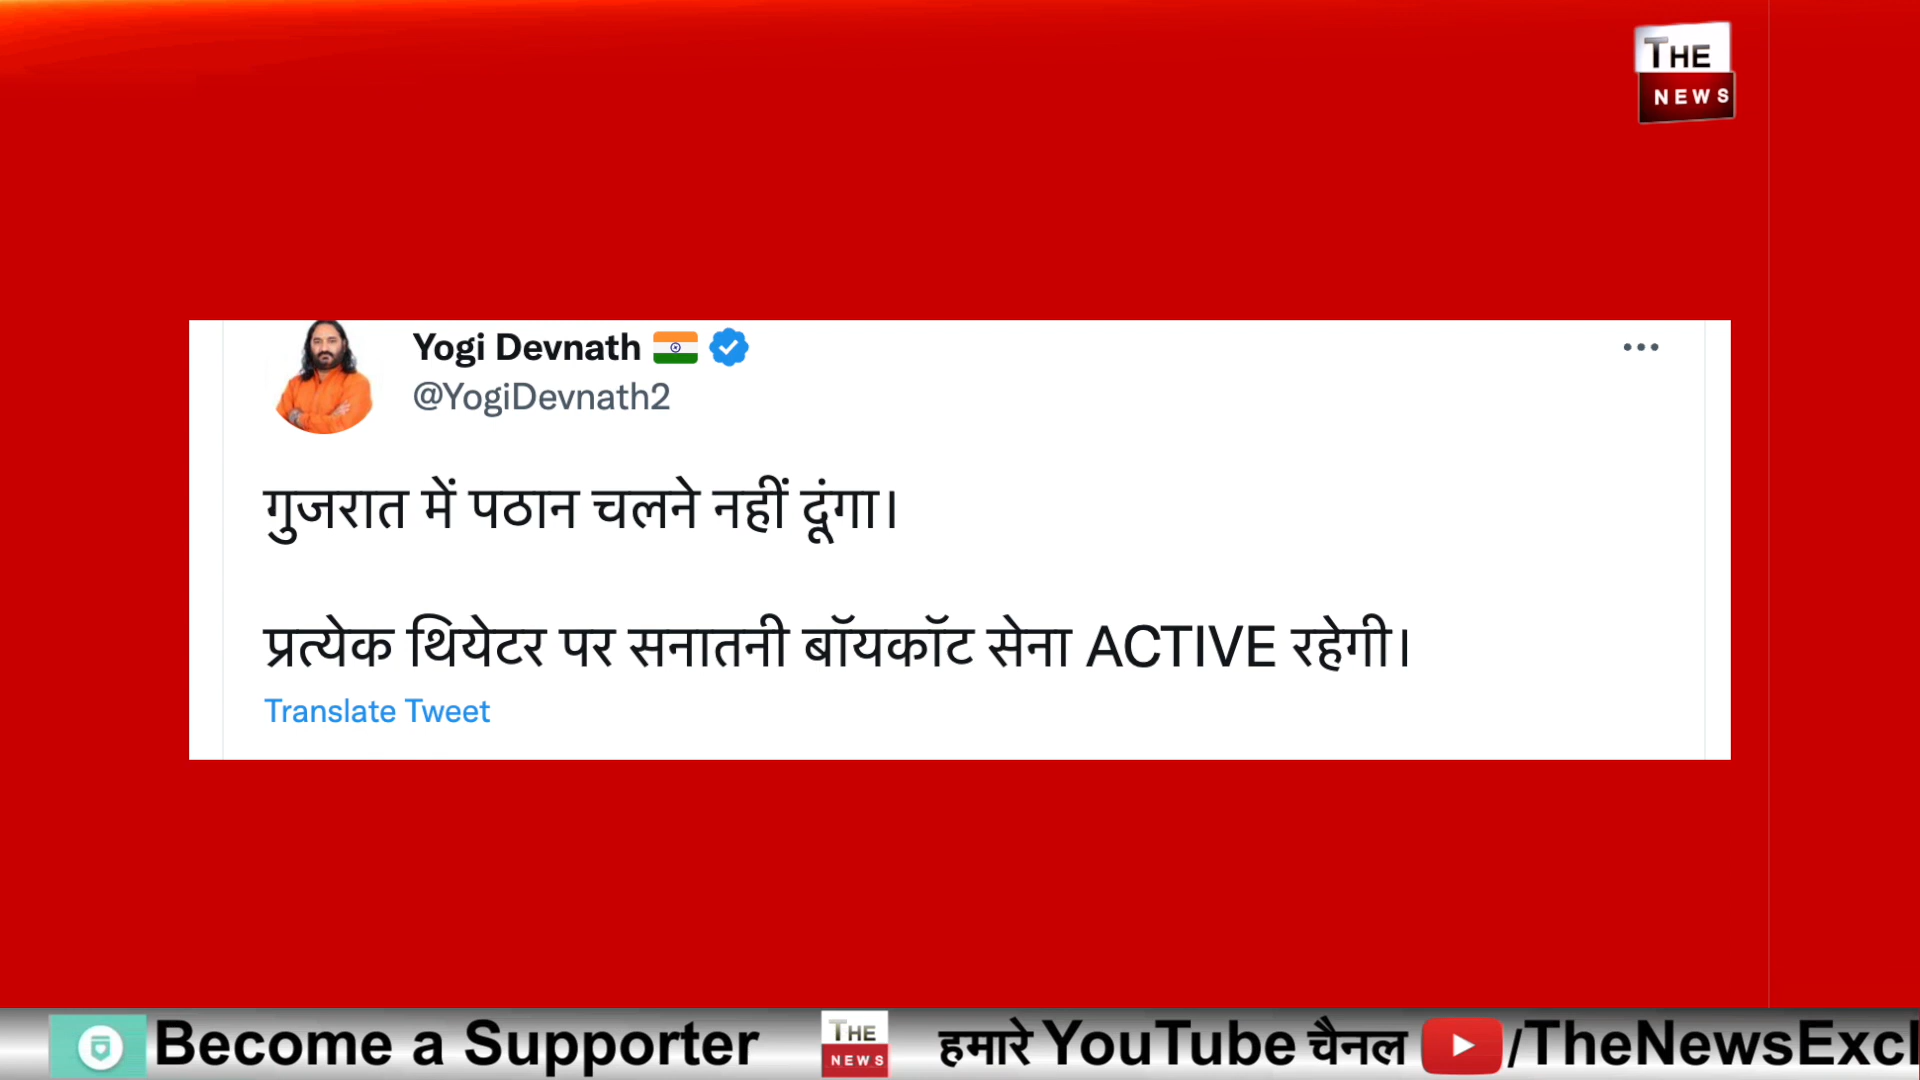 THE
NEWS
Yogi Devnath
@YogiDevnath2
गुजरात में पठान चलने नहीं दूंगा।
प्रत्येक थियेटर पर सनातनी बॉयकॉट सेना ACTIVE रहेगी।
Translate Tweet
Become a Supporter THE NEWS हमारे YouTube चैनल /TheNewsExcl